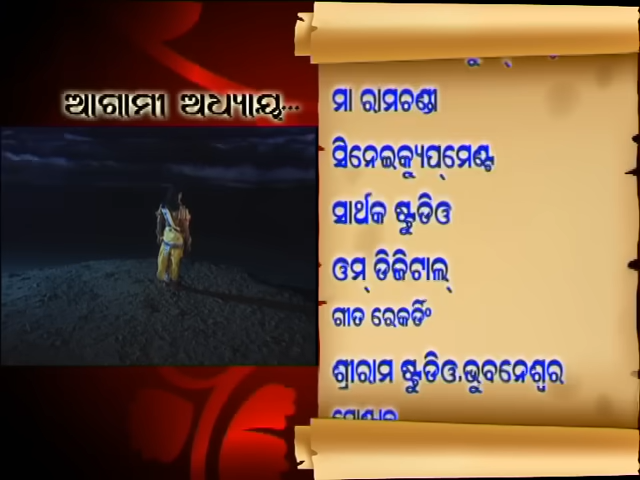 ଆଗାମୀ ଅଧ୍ୟାୟ...
ମା ରାମଚଣ୍ଡୀ
ସିନେଇକ୍ୟୁପ୍‌ମେଣ୍ଟ
ସାର୍ଥକ ଷ୍ଟୁଡିଓ
ଓମ୍ ଡିଜିଟାଲ୍
ଗୀତ ରେକର୍ଡିଂ
ଶ୍ରୀରାମ ଷ୍ଟୁଡିଓ,ଭୁବନେଶ୍ୱର